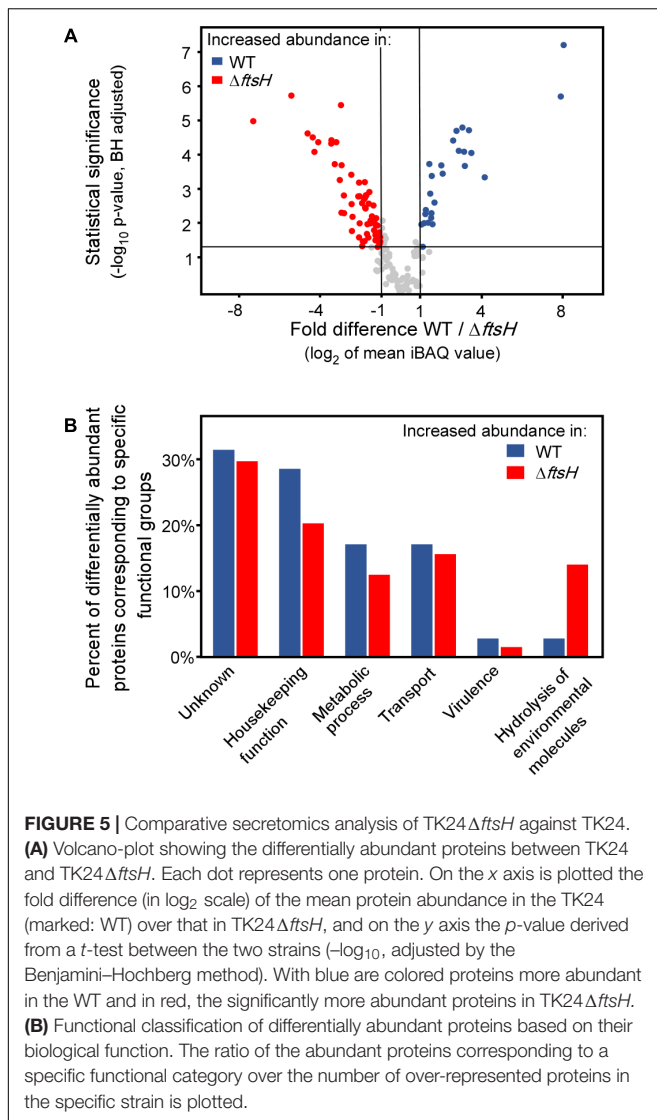 A
Increased abundance in:
WT
ΔftsH
Statistical significance
(-log10 p-value, BH adjusted)
7
6
5
4
3
2
1
-8
-4
-1
1
4
8
Fold difference WT / ΔftsH
(log2 of mean iBAQ value)
B
Increased abundance in:
WT
ΔftsH
Percent of differentially abundant
proteins corresponding to specific
functional groups
30%
20%
10%
0%
Unknown
Housekeeping
function
Metabolic
process
Transport
Virulence
Hydrolysis of
environmental
molecules
FIGURE 5 | Comparative secretomics analysis of TK24ΔftsH against TK24.
(A) Volcano-plot showing the differentially abundant proteins between TK24
and TK24ΔftsH. Each dot represents one protein. On the x axis is plotted the
fold difference (in log2 scale) of the mean protein abundance in the TK24
(marked: WT) over that in TK24ΔftsH, and on the y axis the p-value derived
from a t-test between the two strains (–log10, adjusted by the
Benjamini–Hochberg method). With blue are colored proteins more abundant
in the WT and in red, the significantly more abundant proteins in TK24ΔftsH.
(B) Functional classification of differentially abundant proteins based on their
biological function. The ratio of the abundant proteins corresponding to a
specific functional category over the number of over-represented proteins in
the specific strain is plotted.